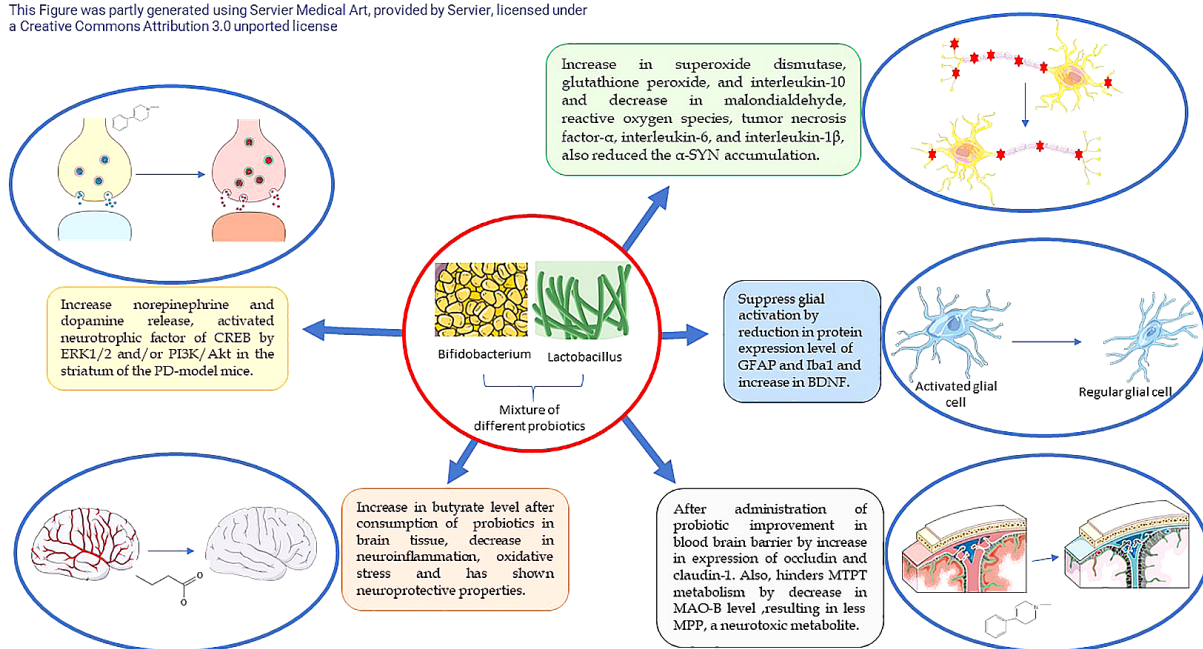 This Figure was partly generated using Servier Medical Art, provided by Servier, licensed under
a Creative Commons Attribution 3.0 unported license
Increase in superoxide dismutase,
glutathione peroxide, and interleukin-10
and decrease in malondialdehyde,
reactive oxygen species, tumor necrosis
factor-α, interleukin-6, and interleukin-1β,
also reduced the α-SYN accumulation.
Increase norepinephrine and
dopamine release, activated
neurotrophic factor of CREB by
ERK1/2 and/or PI3K/Akt in the
striatum of the PD-model mice.
Bifidobacterium
Lactobacillus
Mixture of
different probiotics
Suppress glial
activation by
reduction in protein
expression level of
GFAP and Iba1 and
increase in BDNF.
Activated glial
cell
Regular glial cell
Increase in butyrate level after
consumption of probiotics in
brain tissue, decrease in
neuroinflammation, oxidative
stress and has shown
neuroprotective properties.
O
O
After administration of
probiotic improvement in
blood brain barrier by increase
in expression of occludin and
claudin-1. Also, hinders MTPT
metabolism by decrease in
MAO-B level ,resulting in less
MPP, a neurotoxic metabolite.
N